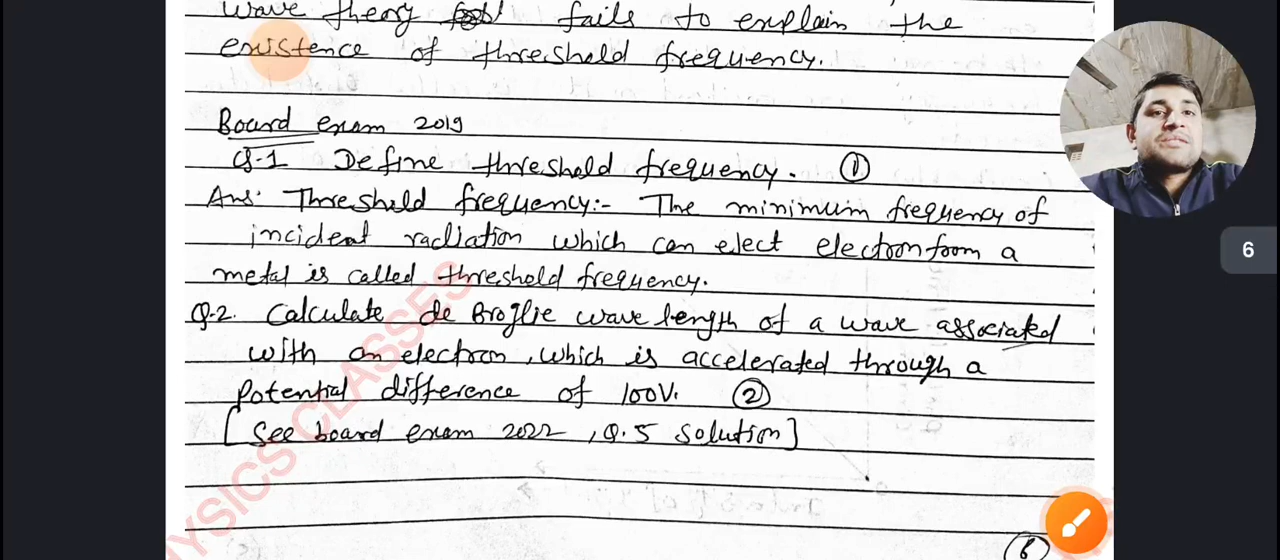 wave theory fails to explain the
existence of threshold frequency.
Board exam 2019
Q-1 Define threshold frequency. (1)
Ans: Threshold frequency:- The minimum frequency of
incident radiation which can eject electron from a
metal is called threshold frequency.
Q-2. Calculate de Broglie wave length of a wave associated
with an electron, which is accelerated through a
potential difference of 100V. (2)
[See board exam 2022, Q.5 solution]
PHYSICS CLASSES
6
6